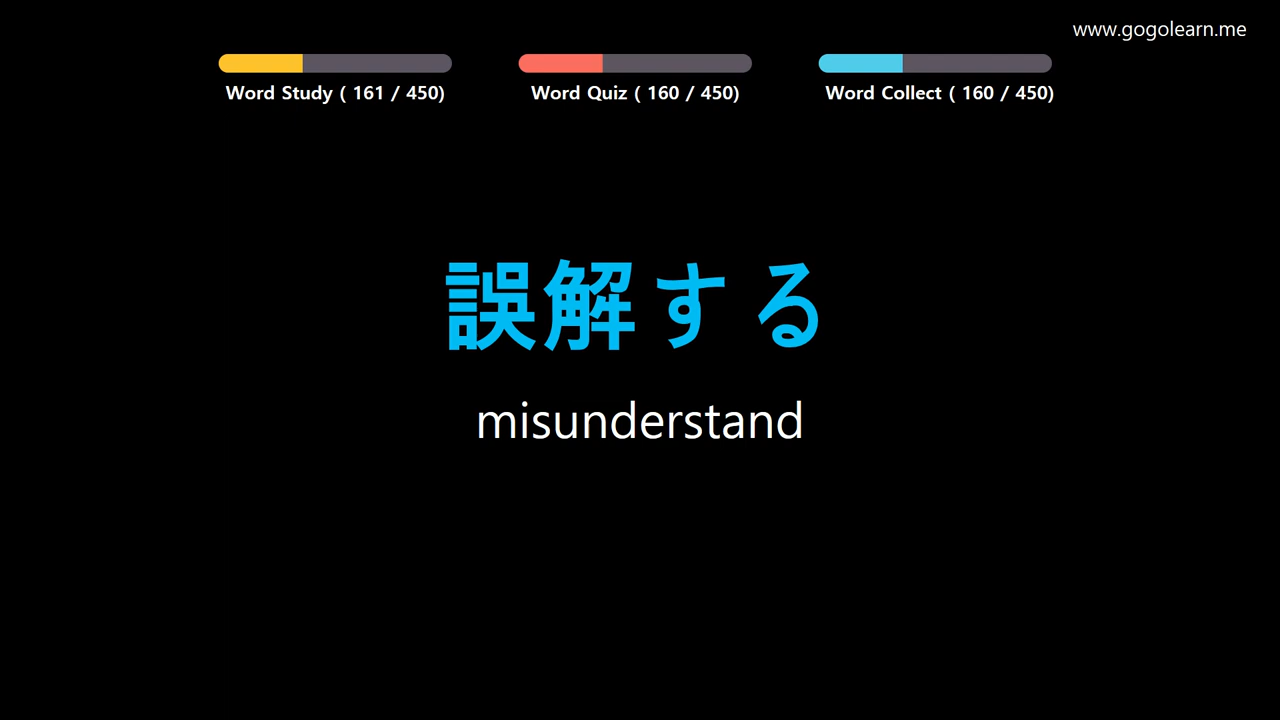 www.gogolearn.me
Word Study ( 161 / 450)
Word Quiz ( 160 / 450)
Word Collect ( 160 / 450)
誤解する
misunderstand